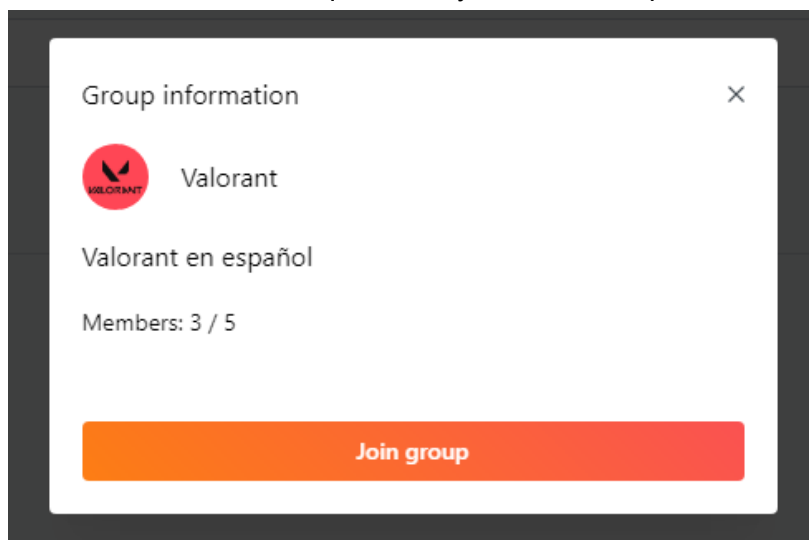 Group information
VALORANT
Valorant
Valorant en español
Members: 3 / 5
Join group